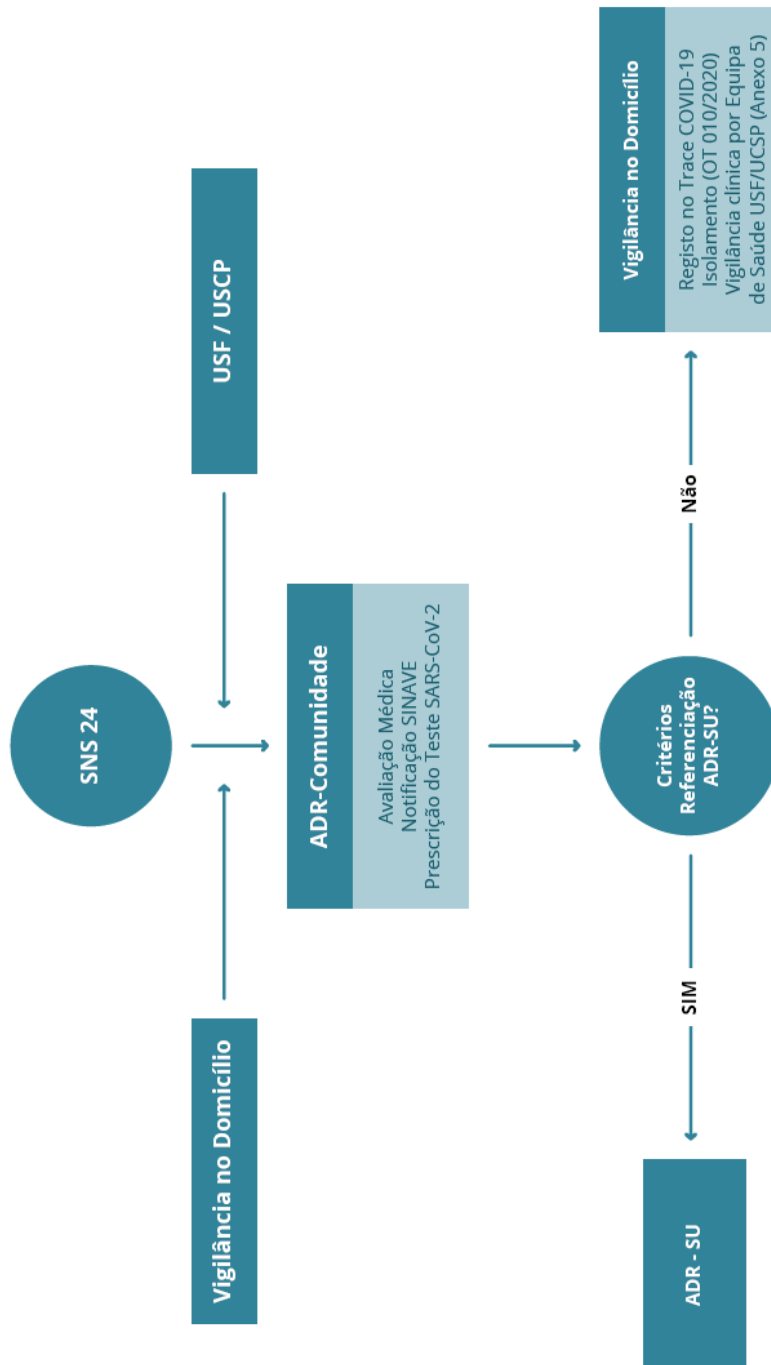 SNS 24
Vigilância no Domicílio
USF / USCP
ADR-Comunidade
Avaliação Médica
Notificação SINAVE
Prescrição do Teste SARS-CoV-2
Critérios
Referenciação
ADR-SU?
SIM
ADR - SU
Não
Vigilância no Domicílio
Registo no Trace COVID-19
Isolamento (OT 010/2020)
Vigilância clínica por Equipa
de Saúde USF/UCSP (Anexo 5)